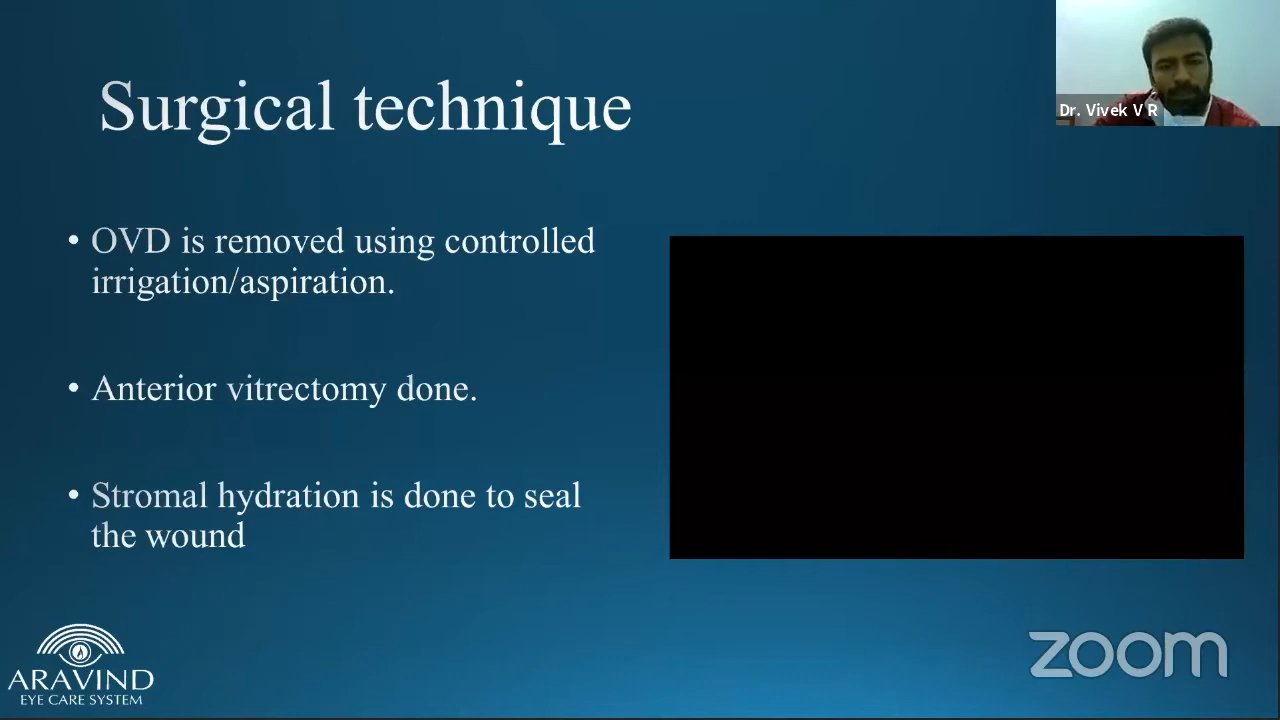 Dr. Vivek V R
Surgical technique
• OVD is removed using controlled
irrigation/aspiration.
• Anterior vitrectomy done.
• Stromal hydration is done to seal
the wound
ARAVIND
EYE CARE SYSTEM
zoom